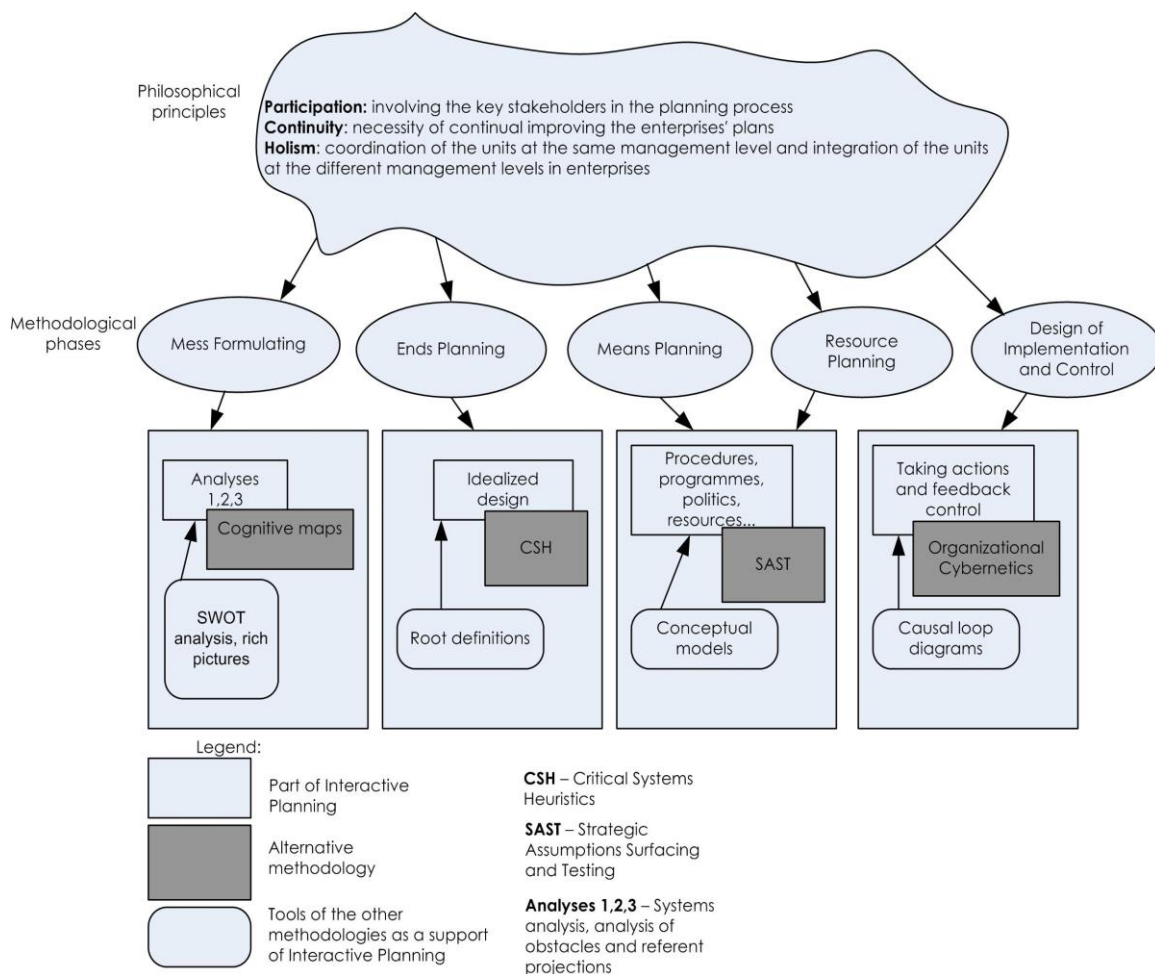 Philosophical
principles
Participation: involving the key stakeholders in the planning process
Continuity: necessity of continual improving the enterprises' plans
Holism: coordination of the units at the same management level and integration of the units
at the different management levels in enterprises
Methodological
phases
Mess Formulating
Ends Planning
Means Planning
Resource
Planning
Design of
Implementation
and Control
Analyses
1,2,3
Cognitive maps
SWOT
analysis, rich
pictures
Idealized
design
CSH
Root definitions
Procedures,
programmes,
politics,
resources...
SAST
Conceptual
models
Taking actions
and feedback
control
Organizational
Cybernetics
Causal loop
diagrams
Legend:
Part of Interactive
Planning
Alternative
methodology
Tools of the other
methodologies as a support
of Interactive Planning
CSH – Critical Systems
Heuristics
SAST – Strategic
Assumptions Surfacing
and Testing
Analyses 1,2,3 – Systems
analysis, analysis of
obstacles and referent
projections